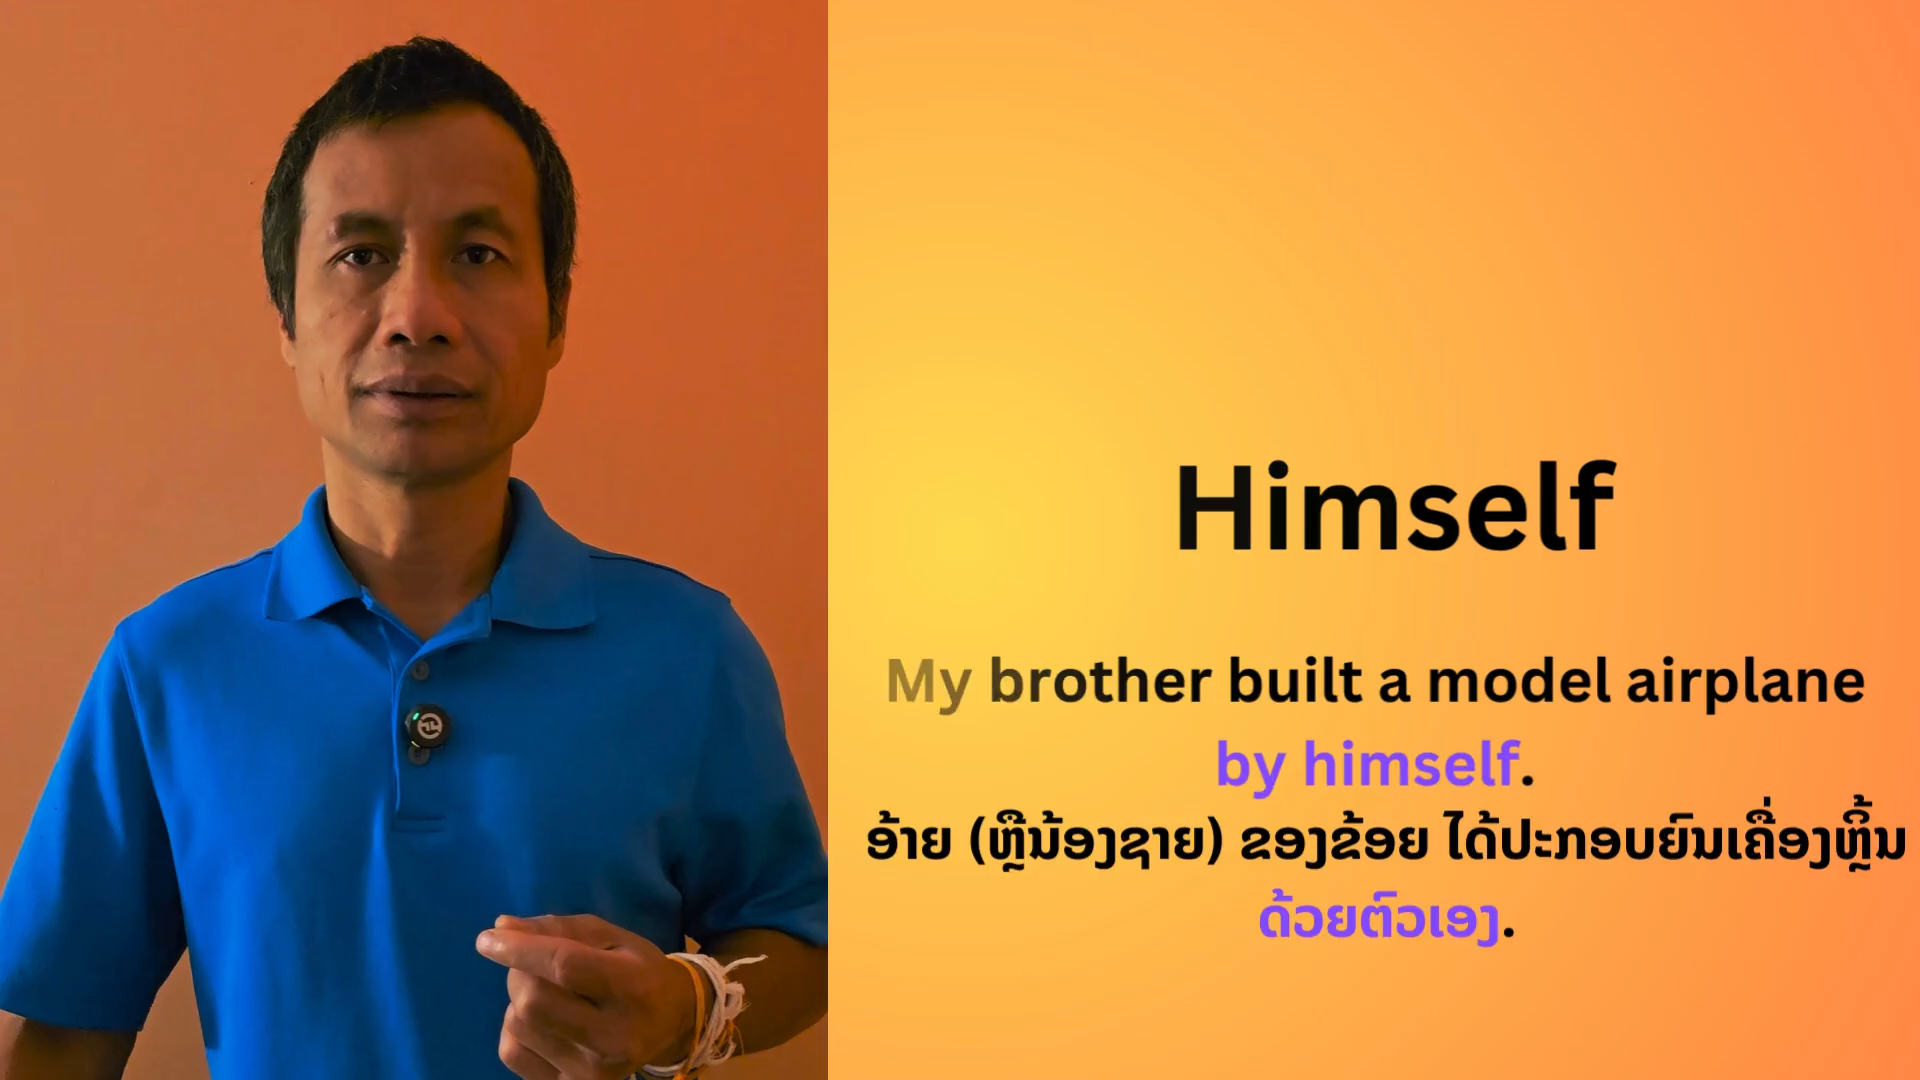 Himself
My brother built a model airplane
by himself.
ອ້າຍ (ຫຼືນ້ອງຊາຍ) ຂອງຂ້ອຍ ໄດ້ປະກອບຍົນເຄື່ອງຫຼິ້ນ
ດ້ວຍຕົວເອງ.